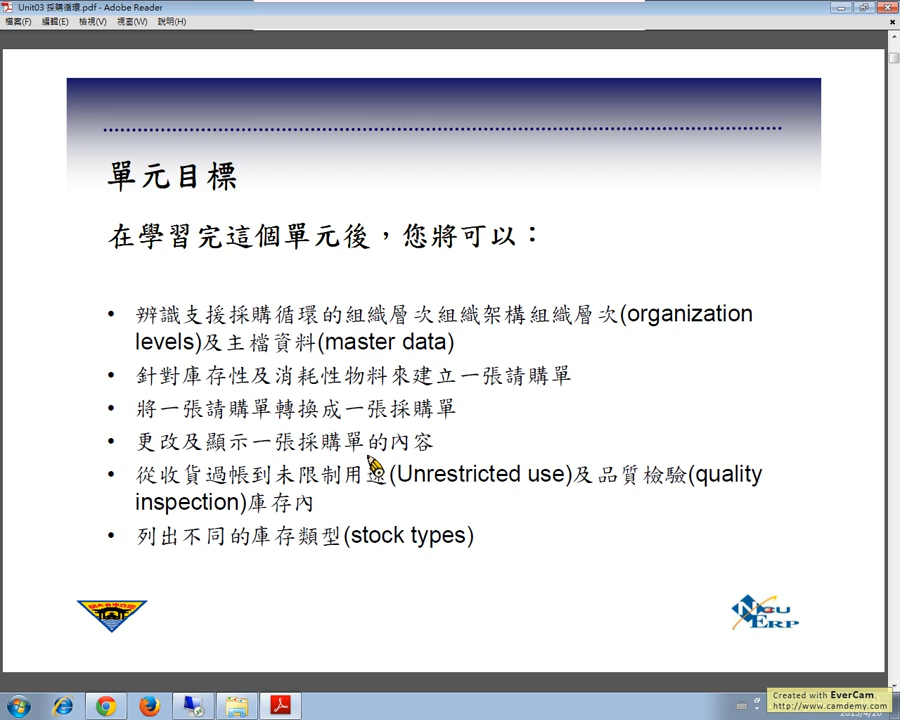 Unit03 採購循環.pdf - Adobe Reader
檔案(F) 編輯(E) 檢視(V) 視窗(W) 說明(H)
單元目標
在學習完這個單元後，您將可以：
• 辨識支援採購循環的組織層次組織架構組織層次(organization
levels)及主檔資料(master data)
• 針對庫存性及消耗性物料來建立一張請購單
• 將一張請購單轉換成一張採購單
• 更改及顯示一張採購單的內容
• 從收貨過帳到未限制用途(Unrestricted use)及品質檢驗(quality
inspection)庫存內
• 列出不同的庫存類型(stock types)
NCU
ERP
Created with EverCam.
http://www.camdemy.com